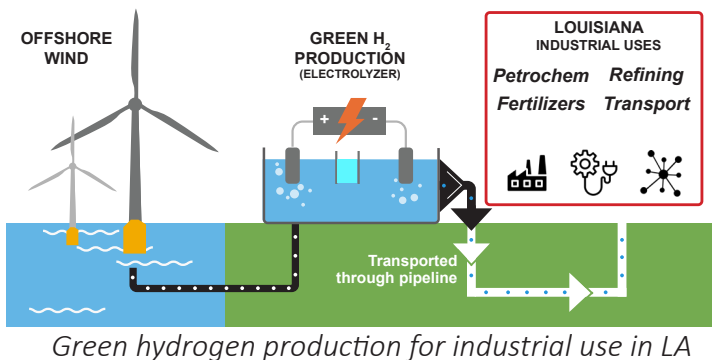 OFFSHORE
WIND
GREEN H₂
PRODUCTION
(ELECTROLYZER)
+ -
LOUISIANA
INDUSTRIAL USES
Petrochem Refining
Fertilizers Transport
Transported
through pipeline
Green hydrogen production for industrial use in LA